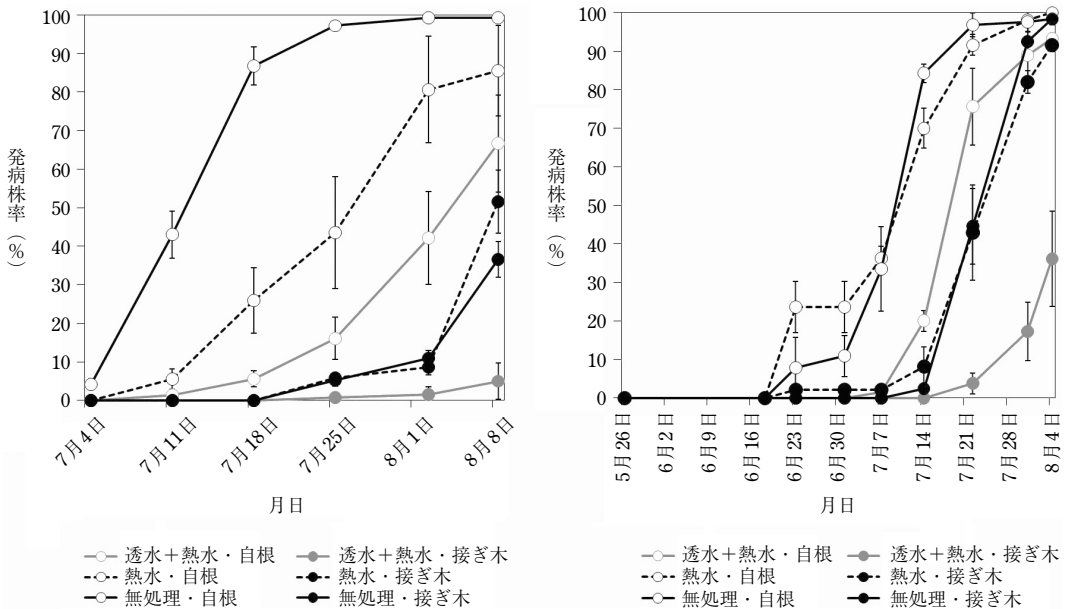 100
90
80
70
60
50
40
30
20
10
0
発病株率（%）
7月4日
7月11日
7月18日
7月25日
8月1日
8月8日
月日
透水＋熱水・自根
透水＋熱水・接ぎ木
熱水・自根
熱水・接ぎ木
無処理・自根
無処理・接ぎ木
100
90
80
70
60
50
40
30
20
10
0
発病株率（%）
5月26日
6月2日
6月9日
6月16日
6月23日
6月30日
7月7日
7月14日
7月21日
7月28日
8月4日
月日
透水＋熱水・自根
透水＋熱水・接ぎ木
熱水・自根
熱水・接ぎ木
無処理・自根
無処理・接ぎ木